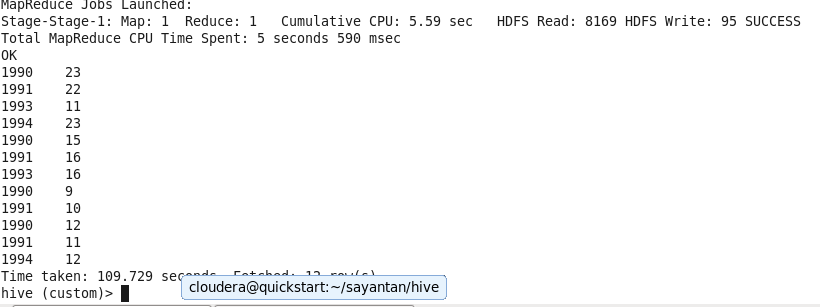 MapReduce Jobs Launched:
Stage-Stage-1: Map: 1  Reduce: 1   Cumulative CPU: 5.59 sec   HDFS Read: 8169 HDFS Write: 95 SUCCESS
Total MapReduce CPU Time Spent: 5 seconds 590 msec
OK
1990    23
1991    22
1993    11
1994    23
1990    15
1991    16
1993    16
1990    9
1991    10
1990    12
1991    11
1994    12
Time taken: 109.729 seconds, Fetched: 12 row(s)
hive (custom)>
cloudera@quickstart:~/sayantan/hive